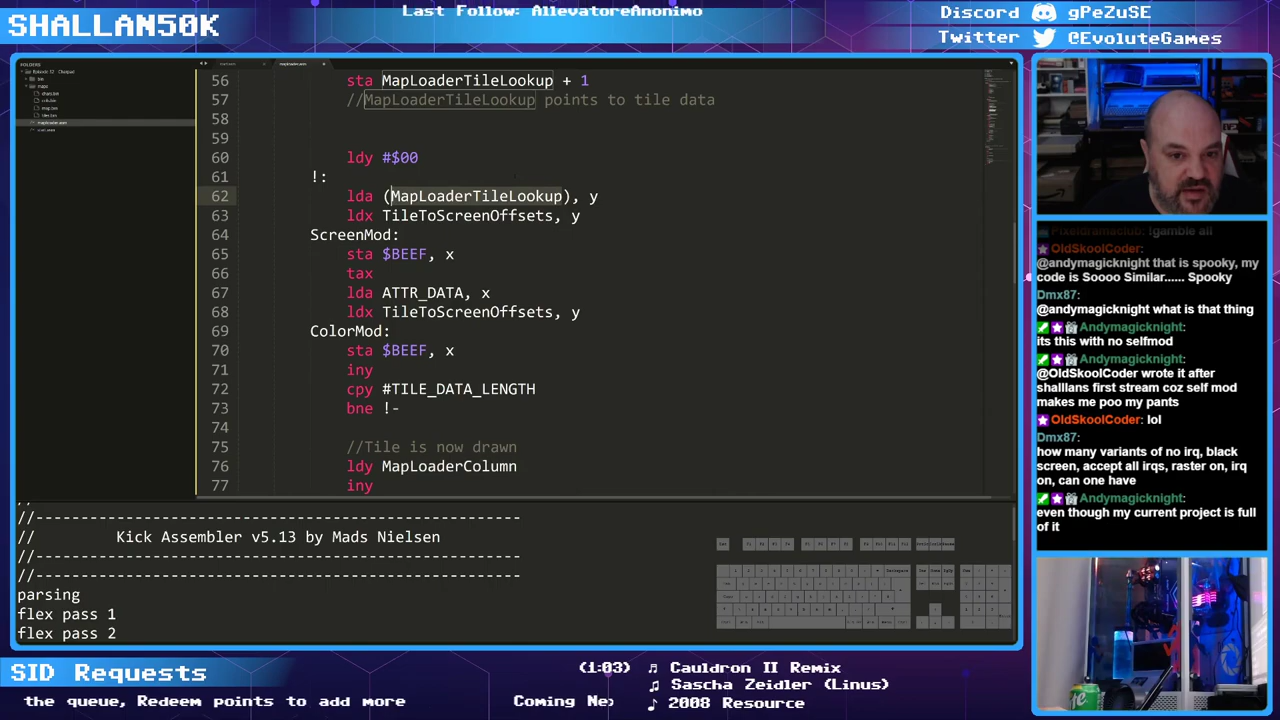 SHALLAN50K
Last Follow: AllevatoreAnonimo
Discord gPeZuSE
Twitter @EvoluteGames
FOLDERS
56 sta MapLoaderTileLookup + 1
57 //MapLoaderTileLookup points to tile data
58
59
60 ldy #$00
61 !:
62 lda (MapLoaderTileLookup), y
63 ldx TileToScreenOffsets, y
64 ScreenMod:
65 sta $BEEF, x
66 tax
67 lda ATTR_DATA, x
68 ldx TileToScreenOffsets, y
69 ColorMod:
70 sta $BEEF, x
71 iny
72 cpy #TILE_DATA_LENGTH
73 bne !-
74
75 //Tile is now drawn
76 ldy MapLoaderColumn
77 iny
//--------------------------------------------------
// Kick Assembler v5.13 by Mads Nielsen
//--------------------------------------------------
//--------------------------------------------------
parsing
flex pass 1
flex pass 2
Pixeldramaclub: !gamble all
OldSkoolCoder:
@andymagicknight that is spooky, my
code is Soooo Similar...... Spooky
Dmx87:
@andymagicknight what is that thing
Andymagicknight:
its this with no selfmod
Andymagicknight:
@OldSkoolCoder wrote it after
shalllans first stream coz self mod
makes me poo my pants
OldSkoolCoder: lol
Dmx87:
how many variants of no irq, black
screen, accept all irqs, raster on, irq
on, can one have
Andymagicknight:
even though my current project is full
of it
SID Requests
the queue, Redeem points to add more
Coming Ne
(1:03) Cauldron II Remix
Sascha Zeidler (Linus)
2008 Resource